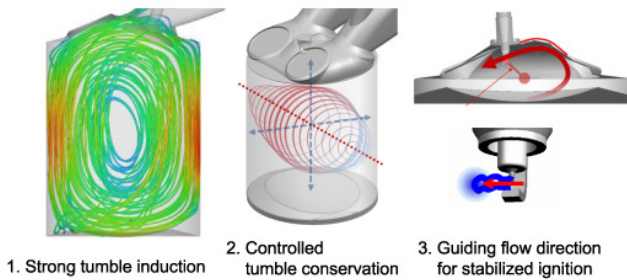 1. Strong tumble induction
2. Controlled
tumble conservation
3. Guiding flow direction
for stabilized ignition